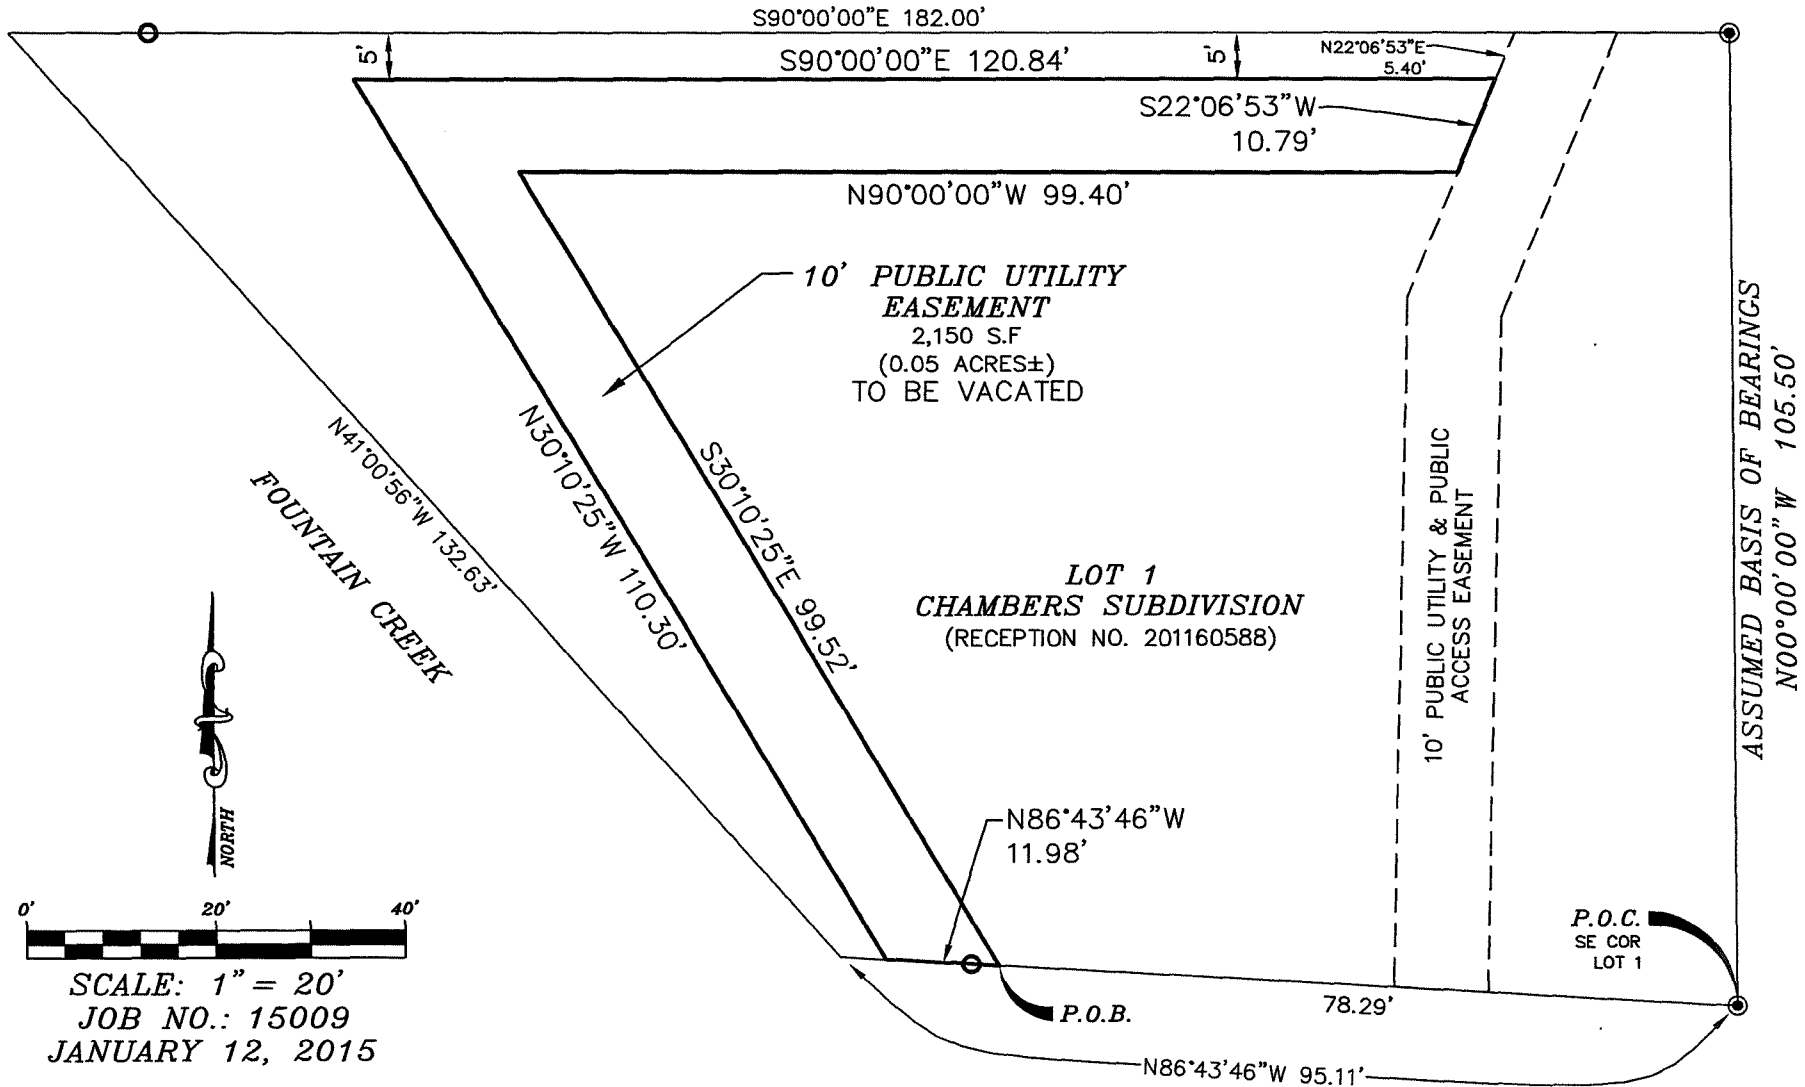 S90°00'00"E 182.00'
5'
S90°00'00"E 120.84'
5'
N22°06'53"E
5.40'
S22°06'53"W
10.79'
N90°00'00"W 99.40'
10' PUBLIC UTILITY
EASEMENT
2,150 S.F
(0.05 ACRES±)
TO BE VACATED
N41°00'56"W 132.63'
FOUNTAIN CREEK
N30°10'25"W 110.30'
S30°10'25"E 99.52'
LOT 1
CHAMBERS SUBDIVISION
(RECEPTION NO. 201160588)
10' PUBLIC UTILITY & PUBLIC
ACCESS EASEMENT
ASSUMED BASIS OF BEARINGS
N00°00'00"W 105.50'
NORTH
N86°43'46"W
11.98'
0' 20' 40'
SCALE: 1" = 20'
JOB NO.: 15009
JANUARY 12, 2015
P.O.C.
SE COR
LOT 1
P.O.B.
78.29'
N86°43'46"W 95.11'